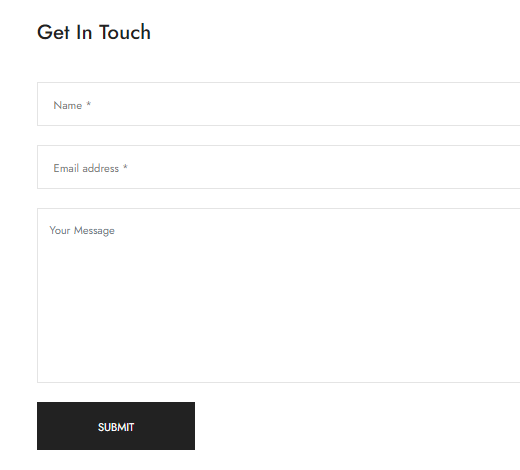 Get In Touch
Name *
Email address *
Your Message
SUBMIT